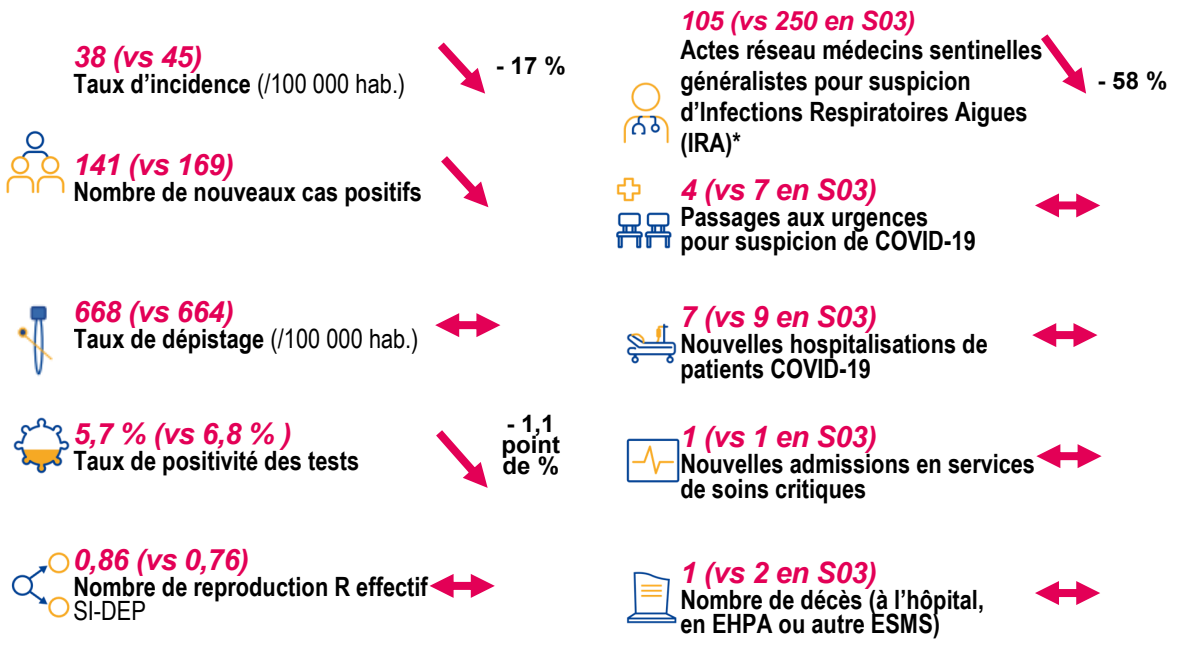 38 (vs 45)
Taux d'incidence (/100 000 hab.)
- 17 %
141 (vs 169)
Nombre de nouveaux cas positifs
668 (vs 664)
Taux de dépistage (/100 000 hab.)
5,7 % (vs 6,8 % )
Taux de positivité des tests
- 1,1
point
de %
0,86 (vs 0,76)
Nombre de reproduction R effectif
SI-DEP
105 (vs 250 en S03)
Actes réseau médecins sentinelles
généralistes pour suspicion
d'Infections Respiratoires Aigues
(IRA)*
- 58 %
4 (vs 7 en S03)
Passages aux urgences
pour suspicion de COVID-19
7 (vs 9 en S03)
Nouvelles hospitalisations de
patients COVID-19
1 (vs 1 en S03)
Nouvelles admissions en services
de soins critiques
1 (vs 2 en S03)
Nombre de décès (à l'hôpital,
en EHPA ou autre ESMS)